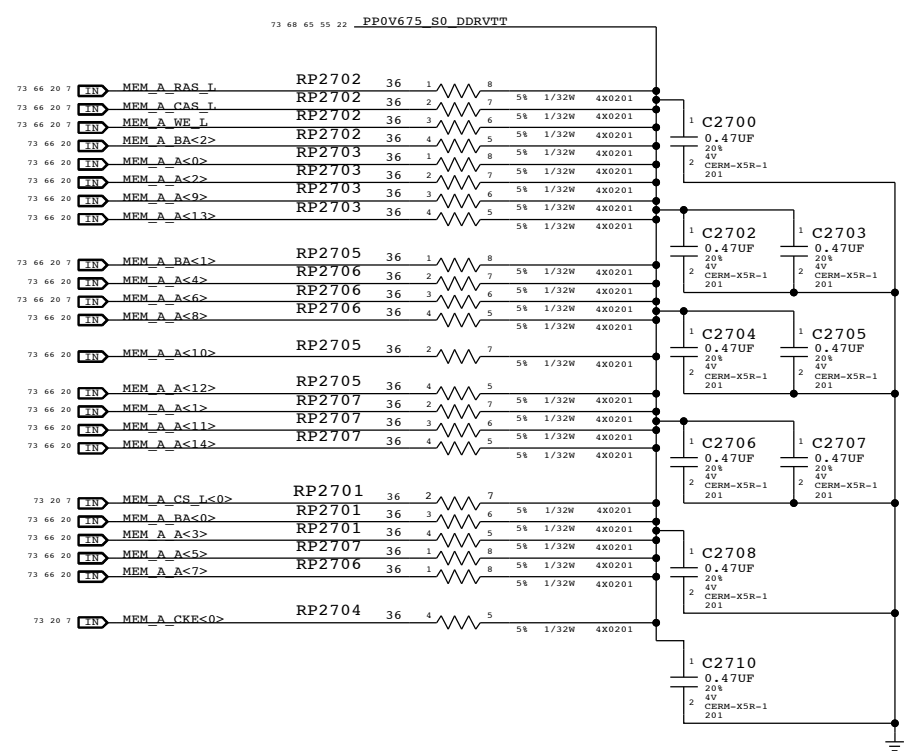 73 68 65 55 22 PP0V675_S0_DDRVTT
73 66 20 7 IN MEM_A_RAS_L RP2702 36 1 8 5% 1/32W 4X0201
73 66 20 7 IN MEM_A_CAS_L RP2702 36 2 7 5% 1/32W 4X0201
73 66 20 7 IN MEM_A_WE_L RP2702 36 3 6 5% 1/32W 4X0201
73 66 20 IN MEM_A_BA<2> RP2702 36 4 5 5% 1/32W 4X0201
73 66 20 IN MEM_A_A<0> RP2703 36 1 8 5% 1/32W 4X0201
73 66 20 IN MEM_A_A<2> RP2703 36 2 7 5% 1/32W 4X0201
73 66 20 IN MEM_A_A<9> RP2703 36 3 6 5% 1/32W 4X0201
73 66 20 IN MEM_A_A<13> RP2703 36 4 5 5% 1/32W 4X0201
73 66 20 7 IN MEM_A_BA<1> RP2705 36 1 8 5% 1/32W 4X0201
73 66 20 7 IN MEM_A_A<4> RP2706 36 2 7 5% 1/32W 4X0201
73 66 20 7 IN MEM_A_A<6> RP2706 36 3 6 5% 1/32W 4X0201
73 66 20 IN MEM_A_A<8> RP2706 36 4 5 5% 1/32W 4X0201
73 66 20 IN MEM_A_A<10> RP2705 36 2 7 5% 1/32W 4X0201
73 66 20 IN MEM_A_A<12> RP2705 36 4 5 5% 1/32W 4X0201
73 66 20 IN MEM_A_A<1> RP2707 36 2 7 5% 1/32W 4X0201
73 66 20 IN MEM_A_A<11> RP2707 36 3 6 5% 1/32W 4X0201
73 66 20 IN MEM_A_A<14> RP2707 36 4 5 5% 1/32W 4X0201
73 20 7 IN MEM_A_CS_L<0> RP2701 36 2 7 5% 1/32W 4X0201
73 66 20 IN MEM_A_BA<0> RP2701 36 3 6 5% 1/32W 4X0201
73 66 20 IN MEM_A_A<3> RP2701 36 4 5 5% 1/32W 4X0201
73 66 20 IN MEM_A_A<5> RP2707 36 1 8 5% 1/32W 4X0201
73 66 20 IN MEM_A_A<7> RP2706 36 1 8 5% 1/32W 4X0201
73 20 7 IN MEM_A_CKE<0> RP2704 36 4 5 5% 1/32W 4X0201
1 C2700
0.47UF
20%
4V
2 CERM-X5R-1
201
1 C2702 1 C2703
0.47UF 0.47UF
20% 20%
4V 4V
2 CERM-X5R-1 2 CERM-X5R-1
201 201
1 C2704 1 C2705
0.47UF 0.47UF
20% 20%
4V 4V
2 CERM-X5R-1 2 CERM-X5R-1
201 201
1 C2706 1 C2707
0.47UF 0.47UF
20% 20%
4V 4V
2 CERM-X5R-1 2 CERM-X5R-1
201 201
1 C2708
0.47UF
20%
4V
2 CERM-X5R-1
201
1 C2710
0.47UF
20%
4V
2 CERM-X5R-1
201